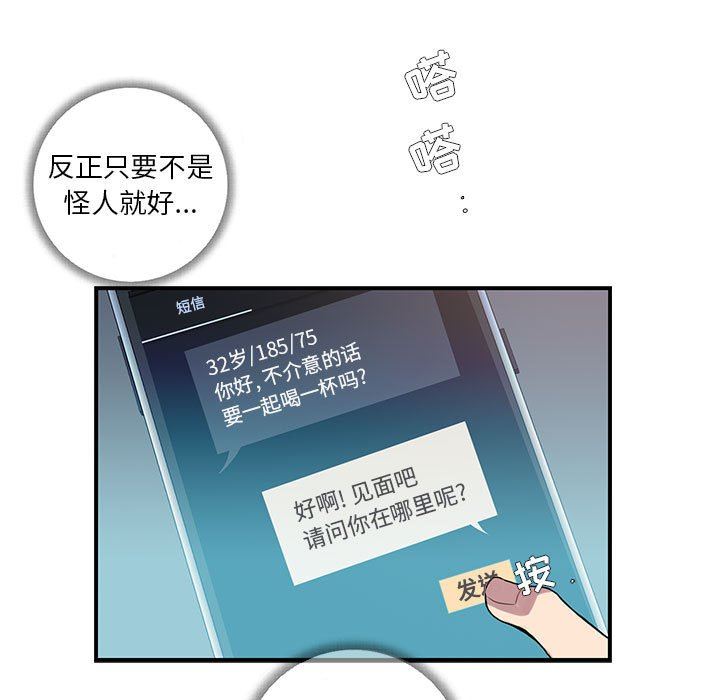 嗒
嗒
反正只要不是
怪人就好...
短信
32岁/185/75
你好,不介意的话
要一起喝一杯吗?
好啊! 见面吧
请问你在哪里呢?
发送
按